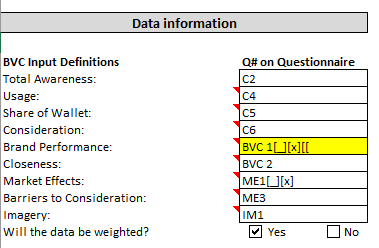 Data information
BVC Input Definitions Q# on Questionnaire
Total Awareness: C2
Usage: C4
Share of Wallet: C5
Consideration: C6
Brand Performance: BVC 1[_][x][[
Closeness: BVC 2
Market Effects: ME1[_][x]
Barriers to Consideration: ME3
Imagery: IM1
Will the data be weighted? Yes No